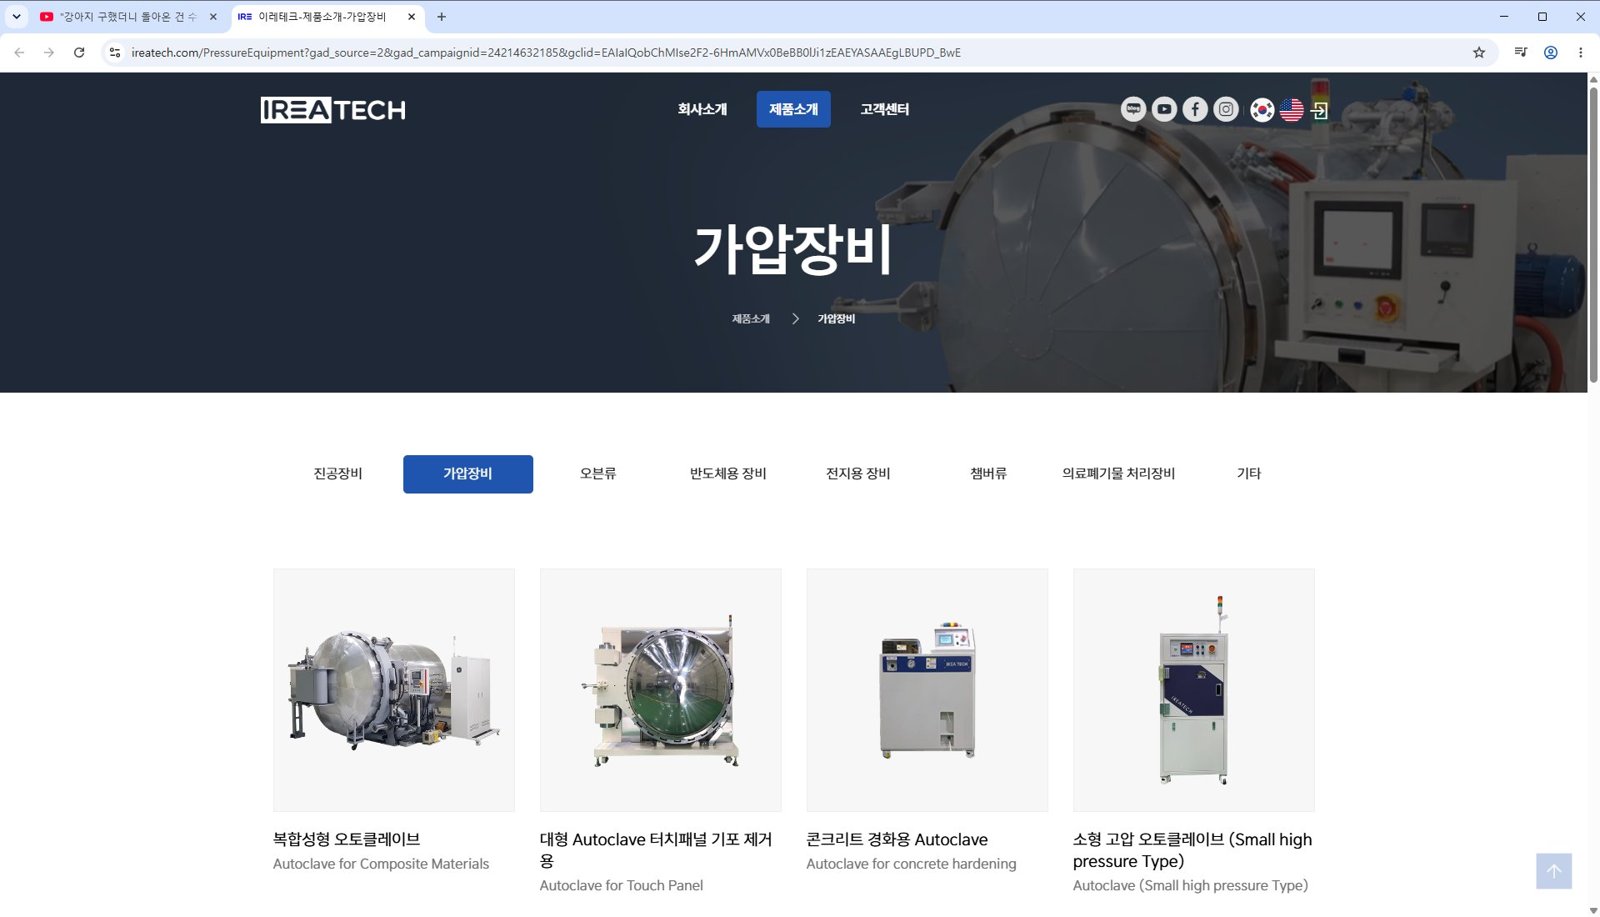 "강아지 구했더니 돌아온 건 수
IRE 이레테크-제품소개-가압장비
ireatech.com/PressureEquipment?gad_source=2&gad_campaignid=24214632185&gclid=EAIaIQobChMIse2F2-6HmAMVx0BeBB0lJi1zEAEYASAAEgLBUPD_BwE
IREATECH
회사소개
제품소개
고객센터
blog
가압장비
제품소개
가압장비
진공장비
가압장비
오븐류
반도체용 장비
전지용 장비
챔버류
의료폐기물 처리장비
기타
IREA TECH
IREATECH
복합성형 오토클레이브
Autoclave for Composite Materials
대형 Autoclave 터치패널 기포 제거
용
Autoclave for Touch Panel
콘크리트 경화용 Autoclave
Autoclave for concrete hardening
소형 고압 오토클레이브 (Small high
pressure Type)
Autoclave (Small high pressure Type)